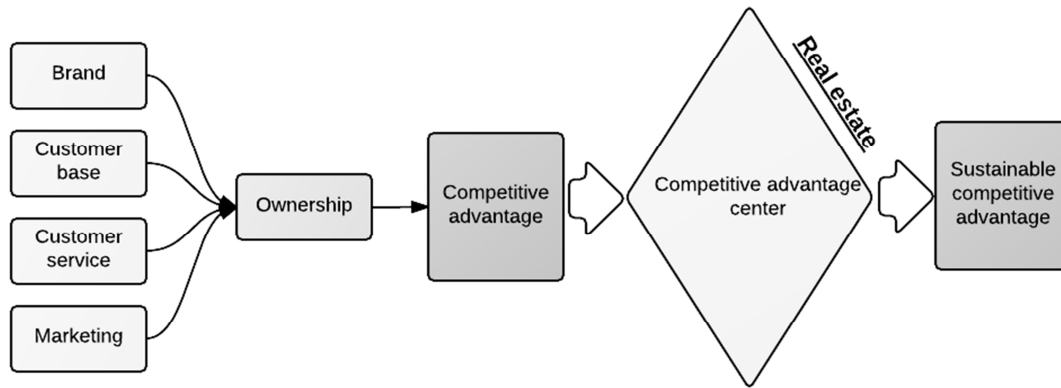 Brand
Customer
base
Customer
service
Marketing
Ownership
Competitive
advantage
Competitive advantage
center
Real estate
Sustainable
competitive
advantage